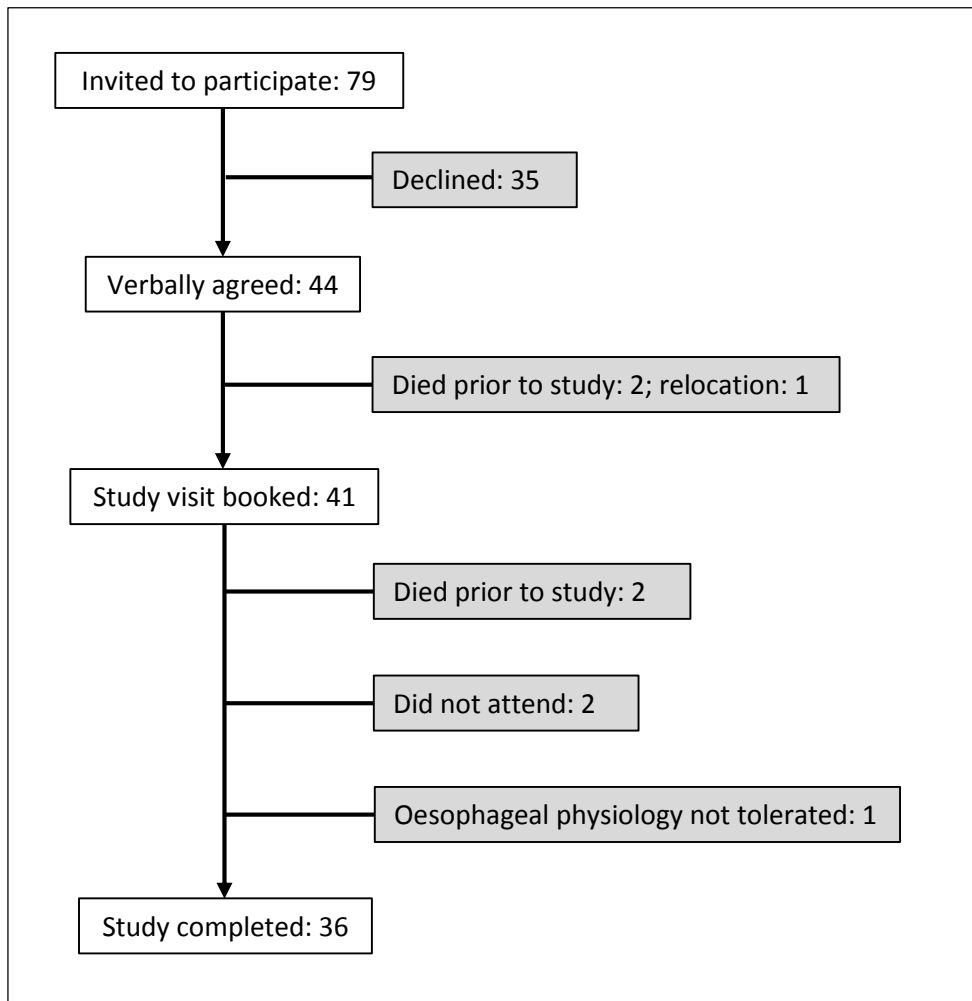 Invited to participate: 79
Declined: 35
Verbally agreed: 44
Died prior to study: 2; relocation: 1
Study visit booked: 41
Died prior to study: 2
Did not attend: 2
Oesophageal physiology not tolerated: 1
Study completed: 36